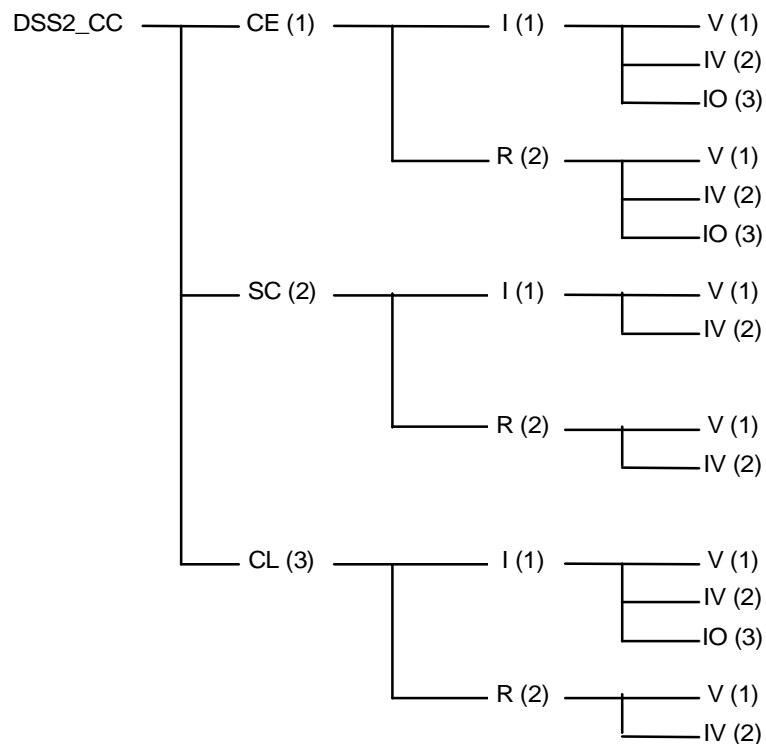 DSS2_CC CE (1) I (1) V (1)
IV (2)
IO (3)
R (2) V (1)
IV (2)
IO (3)
SC (2) I (1) V (1)
IV (2)
R (2) V (1)
IV (2)
CL (3) I (1) V (1)
IV (2)
IO (3)
R (2) V (1)
IV (2)